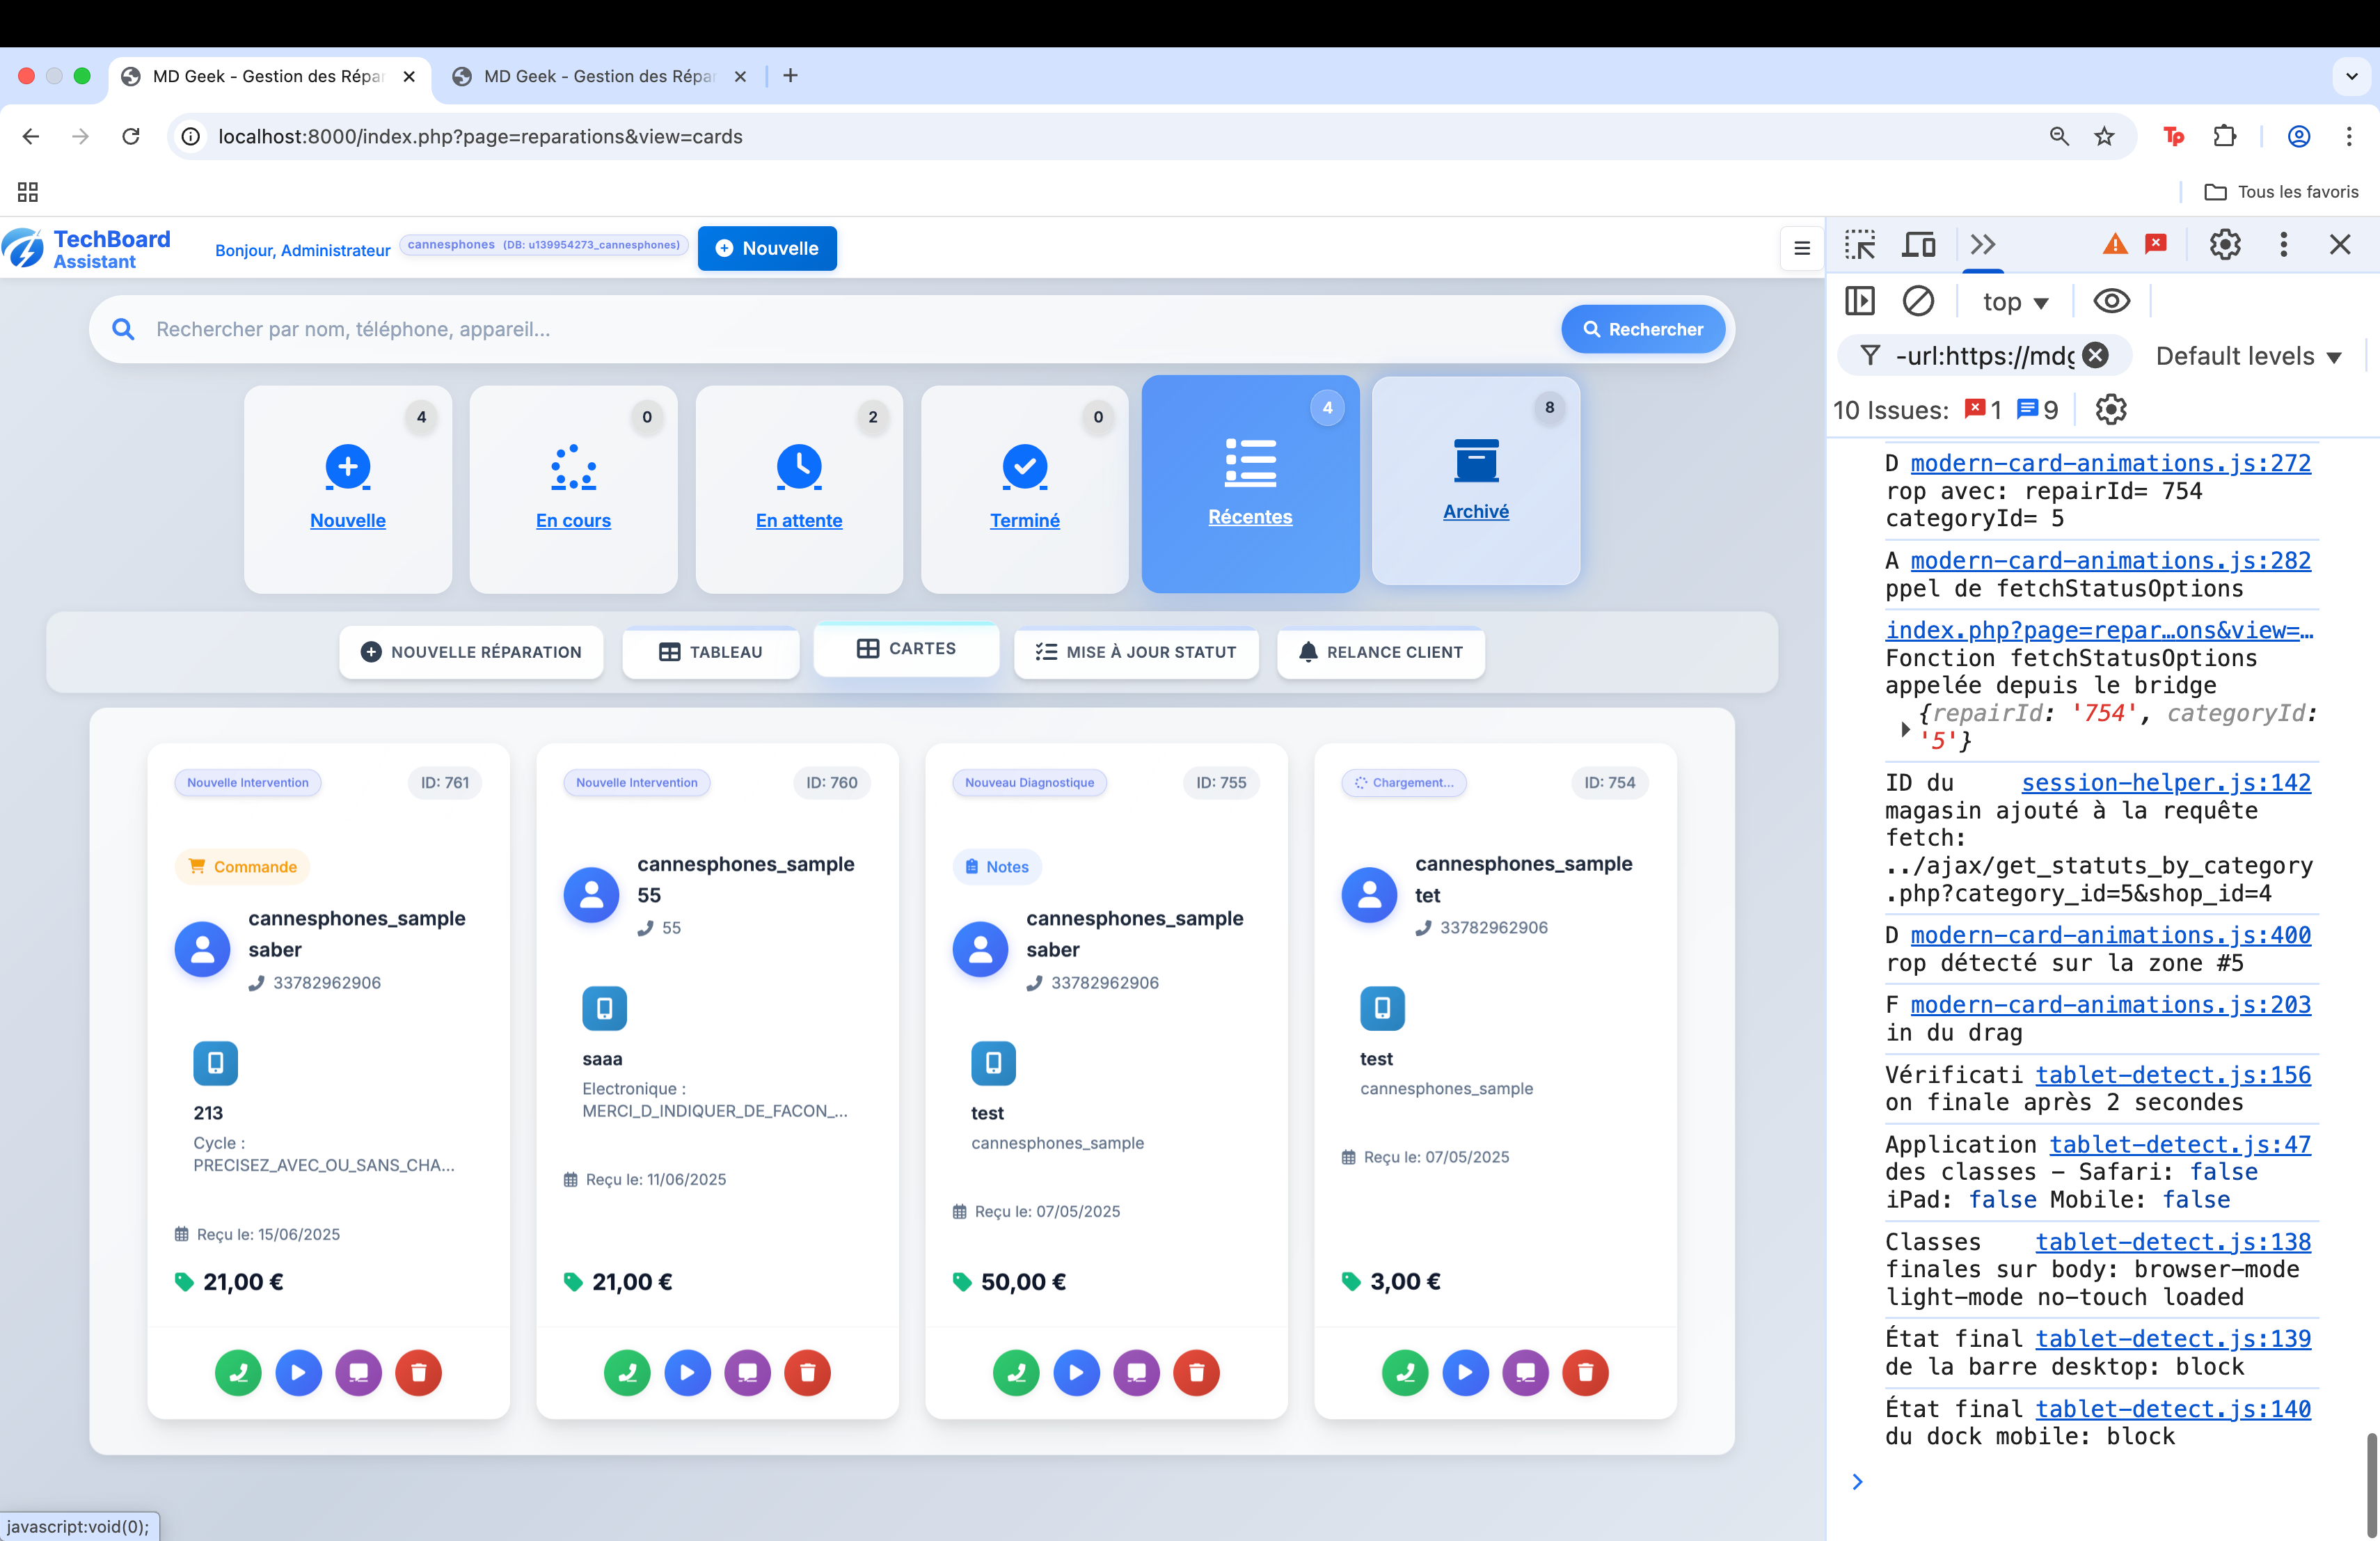 MD Geek - Gestion des Répar
MD Geek - Gestion des Répar
localhost:8000/index.php?page=reparations&view=cards
Tp
Tous les favoris
TechBoard
Assistant
Bonjour, Administrateur
cannesphones (DB: u139954273_cannesphones)
Nouvelle
Rechercher par nom, téléphone, appareil...
Rechercher
4
Nouvelle
0
En cours
2
En attente
0
Terminé
4
Récentes
8
Archivé
NOUVELLE RÉPARATION
TABLEAU
CARTES
MISE À JOUR STATUT
RELANCE CLIENT
Nouvelle Intervention
ID: 761
Commande
cannesphones_sample
saber
33782962906
213
Cycle :
PRECISEZ_AVEC_OU_SANS_CHA...
Reçu le: 15/06/2025
21,00 €
Nouvelle Intervention
ID: 760
cannesphones_sample
55
55
saaa
Electronique :
MERCI_D_INDIQUER_DE_FACON_...
Reçu le: 11/06/2025
21,00 €
Nouveau Diagnostique
ID: 755
Notes
cannesphones_sample
saber
33782962906
test
cannesphones_sample
Reçu le: 07/05/2025
50,00 €
Chargement...
ID: 754
cannesphones_sample
tet
33782962906
test
cannesphones_sample
Reçu le: 07/05/2025
3,00 €
javascript:void(0);
top
-url:https://mdg
Default levels
10 Issues: 1 9
D modern-card-animations.js:272
rop avec: repairId= 754
categoryId= 5
A modern-card-animations.js:282
ppel de fetchStatusOptions
index.php?page=repar…ons&view=…
Fonction fetchStatusOptions
appelée depuis le bridge
{repairId: '754', categoryId:
'5'}
ID du session-helper.js:142
magasin ajouté à la requête
fetch:
../ajax/get_statuts_by_category
.php?category_id=5&shop_id=4
D modern-card-animations.js:400
rop détecté sur la zone #5
F modern-card-animations.js:203
in du drag
Vérificati tablet-detect.js:156
on finale après 2 secondes
Application tablet-detect.js:47
des classes – Safari: false
iPad: false Mobile: false
Classes tablet-detect.js:138
finales sur body: browser-mode
light-mode no-touch loaded
État final tablet-detect.js:139
de la barre desktop: block
État final tablet-detect.js:140
du dock mobile: block